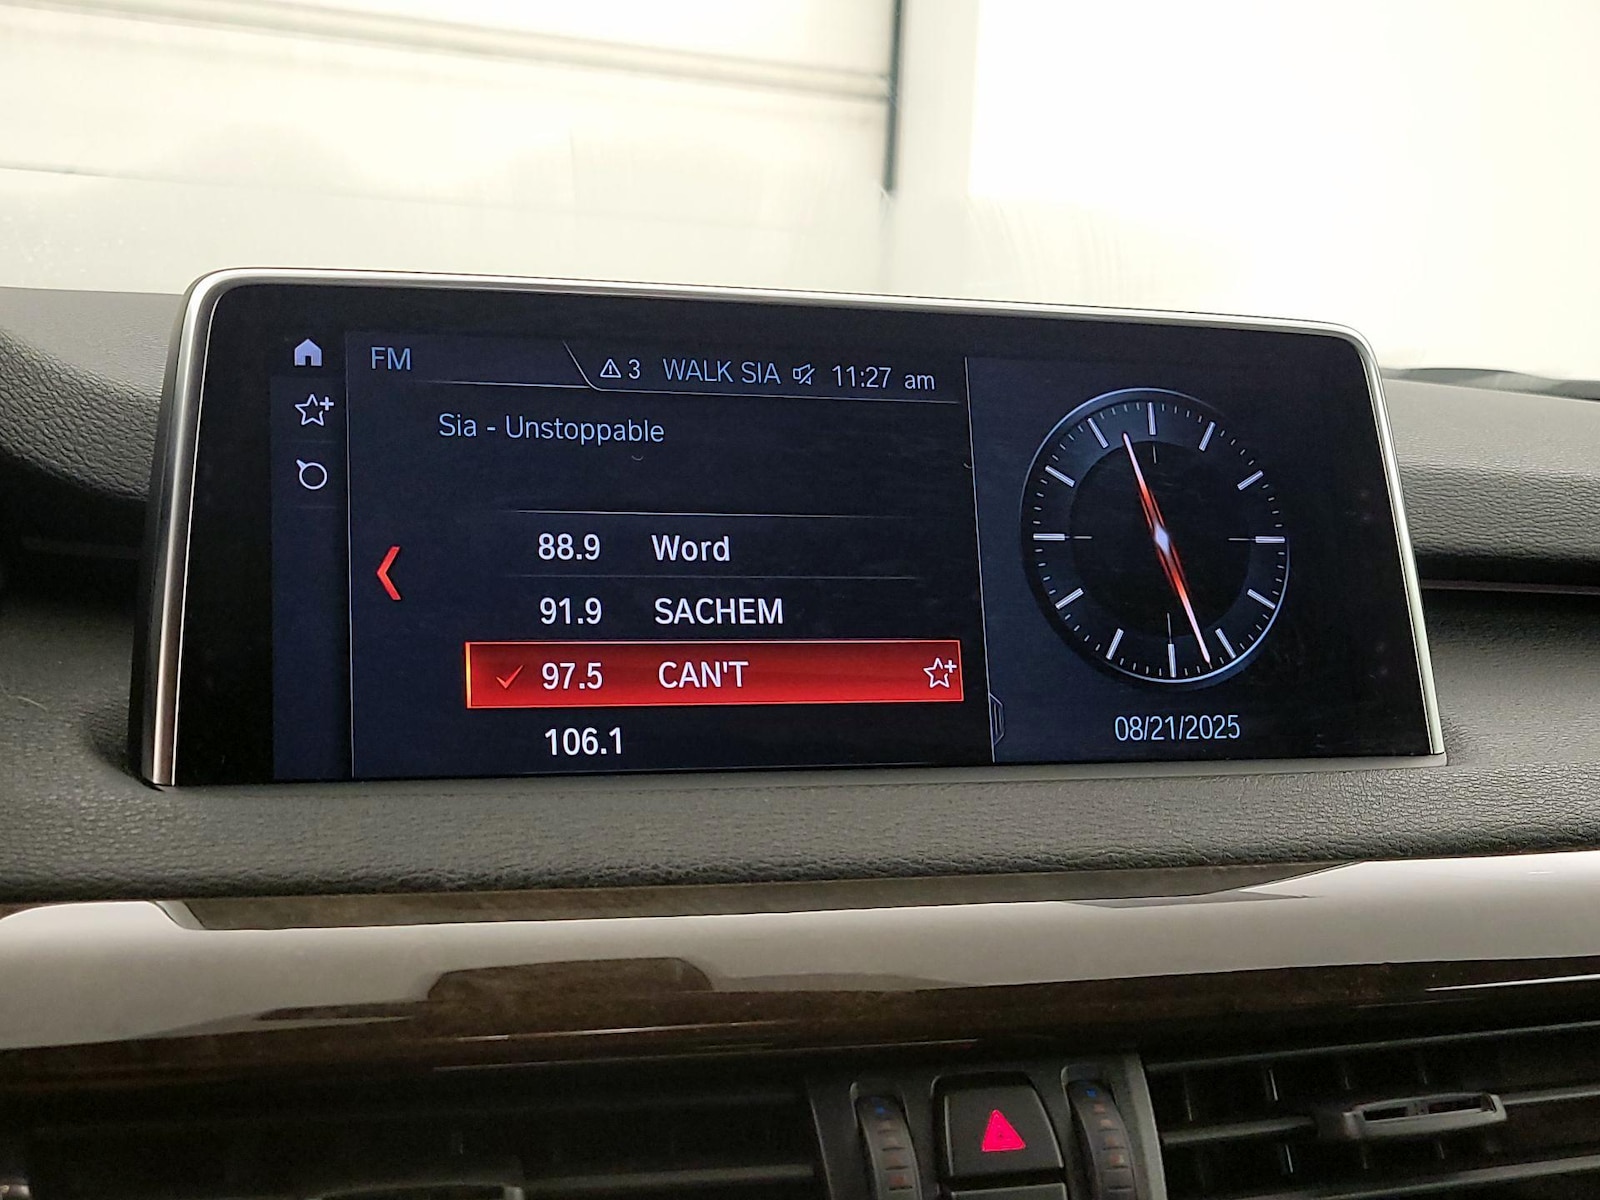 FM
3 WALK SIA 11:27 am
Sia - Unstoppable
88.9 Word
91.9 SACHEM
97.5 CAN'T
106.1
08/21/2025